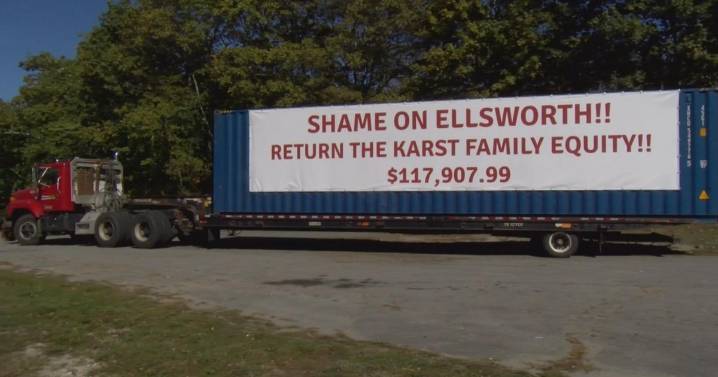 SHAME ON ELLSWORTH!!
RETURN THE KARST FAMILY EQUITY!!
$117,907.99